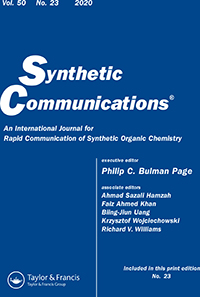 Vol. 50 No. 23 2020
Synthetic
Communications©
An International Journal for
Rapid Communication of Synthetic Organic Chemistry
executive editor
Philip C. Bulman Page
associate editors
Ahmad Sazali Hamzah
Faiz Ahmed Khan
Biing-Jiun Uang
Krzysztof Wojciechowski
Richard V. Williams
Included in this print edition
No. 23
Taylor & Francis
Taylor & Francis Group